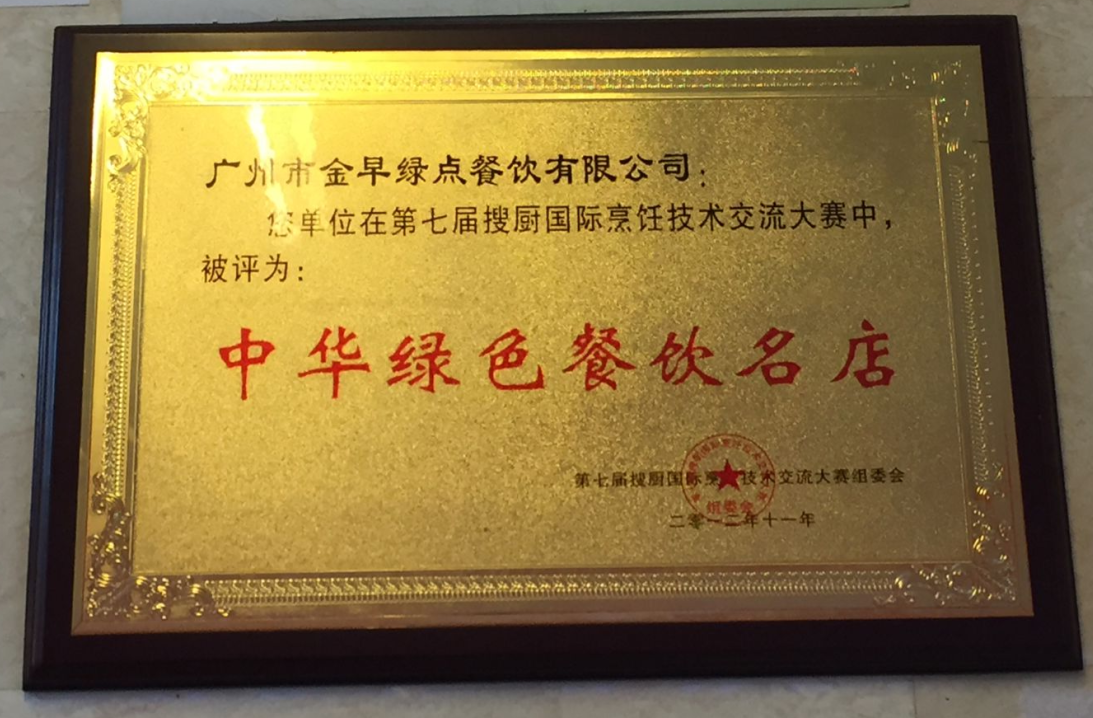 广州市金早绿点餐饮有限公司：
您单位在第七届搜厨国际烹饪技术交流大赛中，
被评为：
中华绿色餐饮名店
第七届搜厨国际烹饪技术交流大赛组委会
组委会
二零一二年十一年